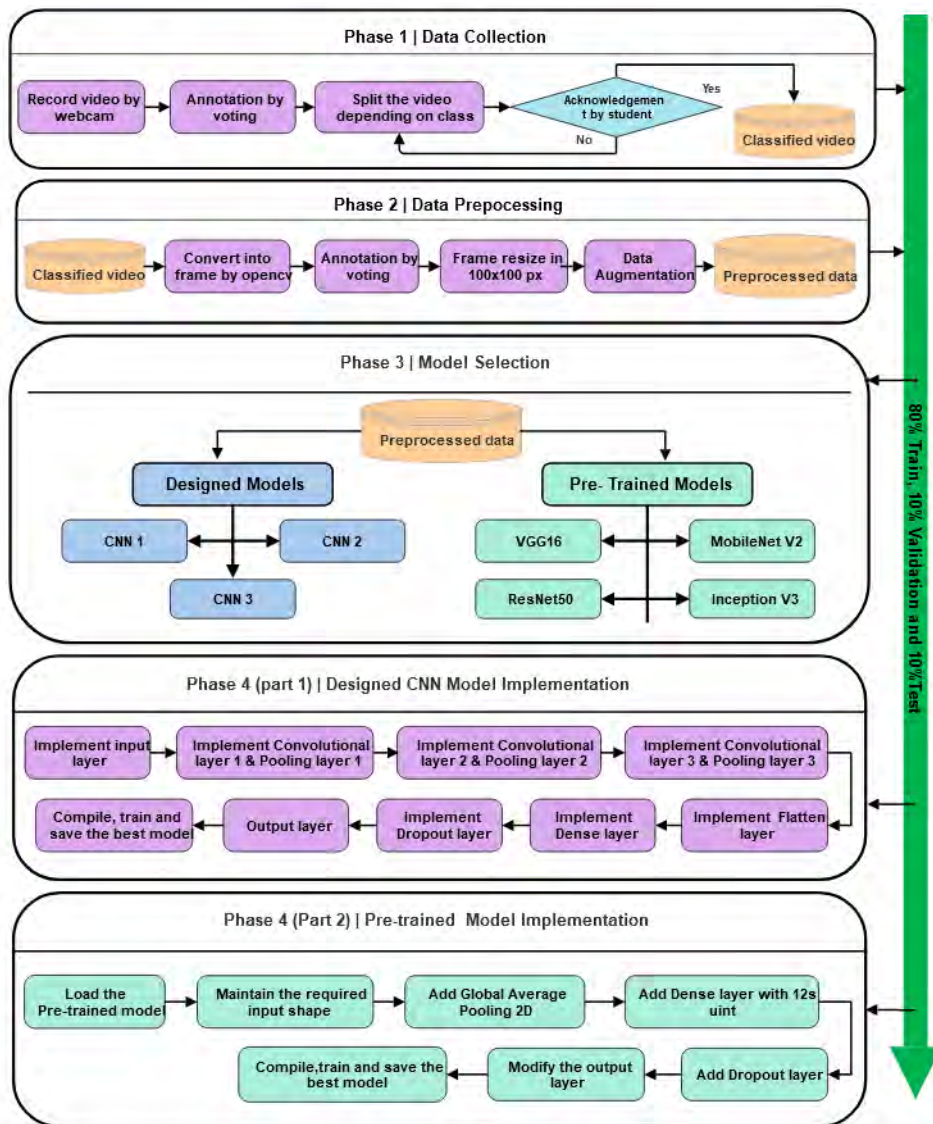 Phase 1 | Data Collection
Record video by
webcam
Annotation by
voting
Split the video
depending on class
Acknowledgemen
t by student
Yes
No
Classified video
Phase 2 | Data Prepocessing
Classified video
Convert into
frame by opencv
Annotation by
voting
Frame resize in
100x100 px
Data
Augmentation
Preprocessed data
Phase 3 | Model Selection
Preprocessed data
Designed Models
Pre- Trained Models
CNN 1
CNN 2
CNN 3
VGG16
MobileNet V2
ResNet50
Inception V3
Phase 4 (part 1) | Designed CNN Model Implementation
Implement input
layer
Implement Convolutional
layer 1 & Pooling layer 1
Implement Convolutional
layer 2 & Pooling layer 2
Implement Convolutional
layer 3 & Pooling layer 3
Implement Flatten
layer
Implement
Dense layer
Implement
Dropout layer
Output layer
Compile, train and
save the best model
Phase 4 (Part 2) | Pre-trained Model Implementation
Load the
Pre-trained model
Maintain the required
input shape
Add Global Average
Pooling 2D
Add Dense layer with 12s
uint
Add Dropout layer
Modify the output
layer
Compile,train and save the
best model
80% Train, 10% Validation and 10%Test